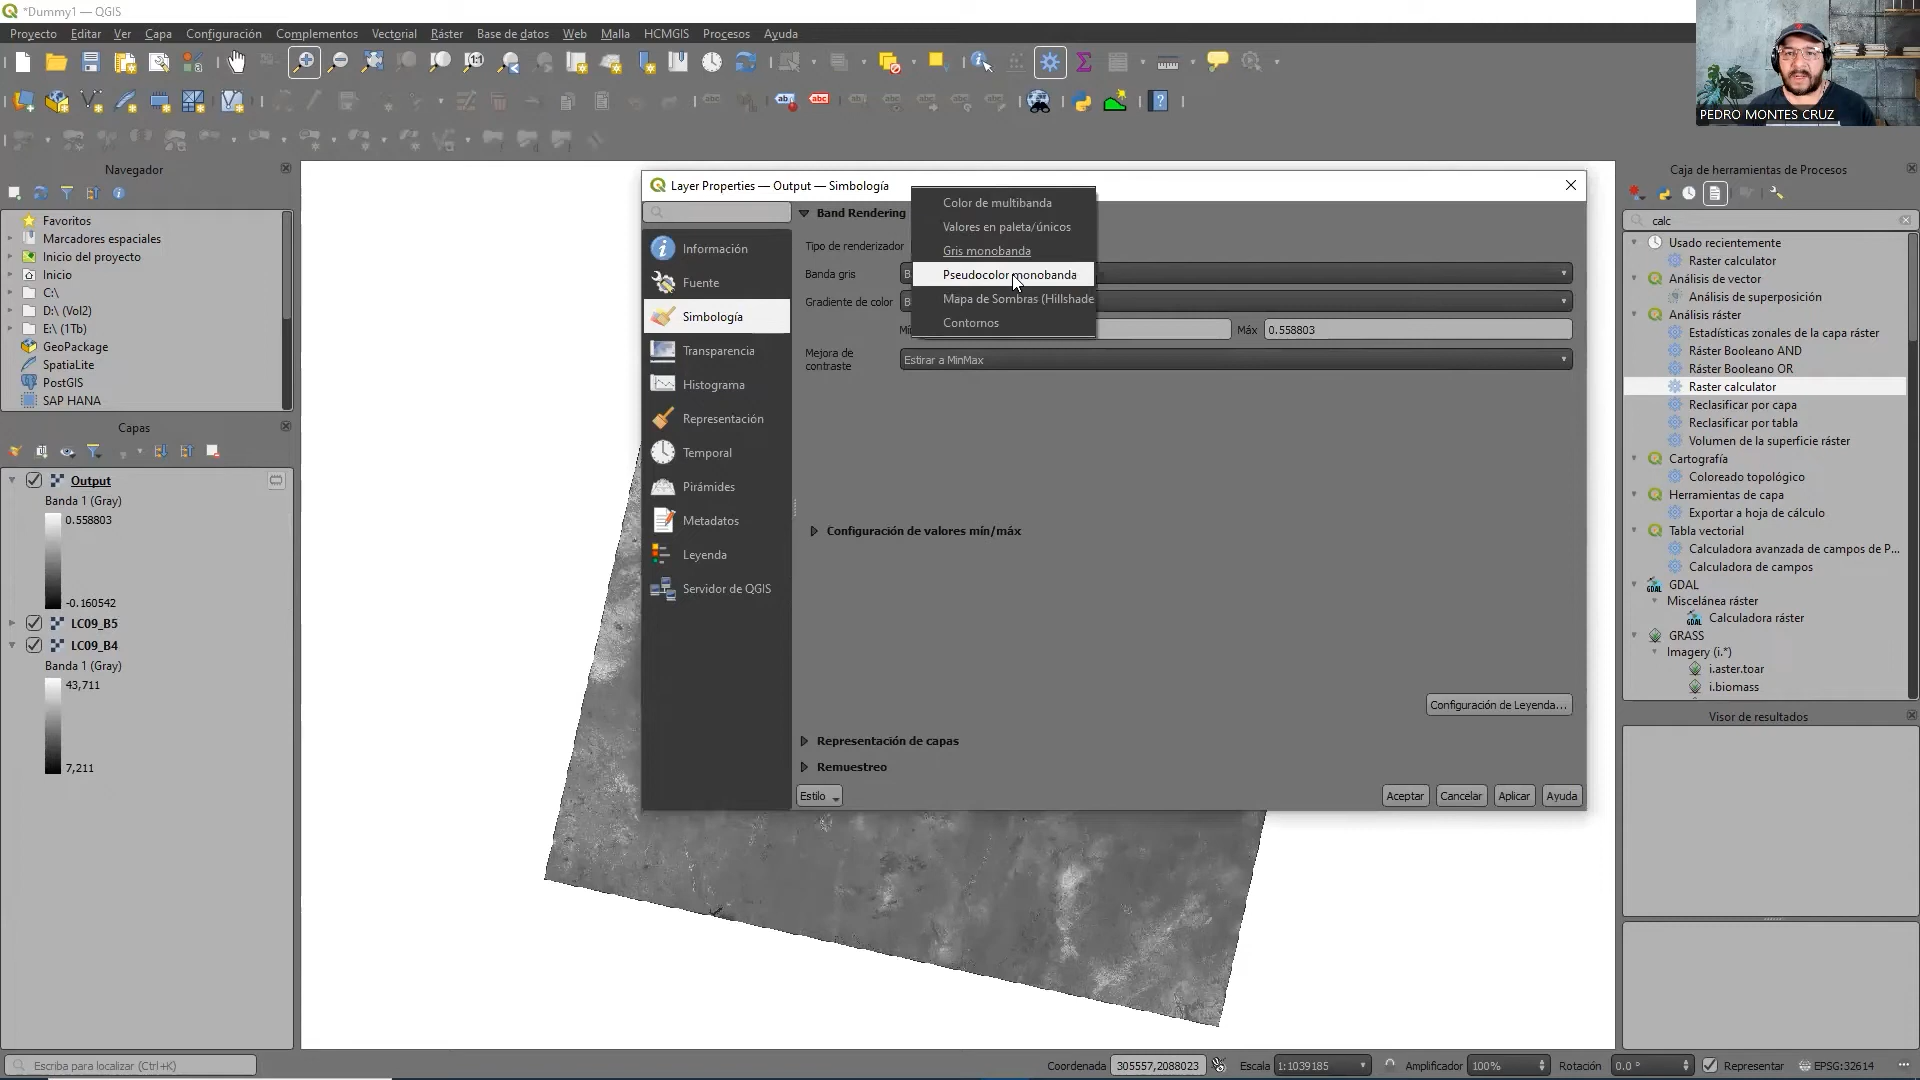 *Dummy1 — QGIS
Proyecto Editar Ver Capa Configuración Complementos Vectorial Ráster Base de datos Web Malla HCMGIS Procesos Ayuda
PEDRO MONTES CRUZ
Navegador
Favoritos
Marcadores espaciales
Inicio del proyecto
Inicio
C:\
D:\ (Vol2)
E:\ (1Tb)
GeoPackage
SpatiaLite
PostGIS
SAP HANA
Capas
Output
Banda 1 (Gray)
0.558803
-0.160542
LC09_B5
LC09_B4
Banda 1 (Gray)
43,711
7,211
Layer Properties — Output — Simbología
Información
Fuente
Simbología
Transparencia
Histograma
Representación
Temporal
Pirámides
Metadatos
Leyenda
Servidor de QGIS
Band Rendering
Tipo de renderizador
Color de multibanda
Valores en paleta/únicos
Gris monobanda
Pseudocolor monobanda
Mapa de Sombras (Hillshade
Contornos
Banda gris
Gradiente de color
Máx 0.558803
Mejora de contraste
Estirar a MinMax
Configuración de valores mín/máx
Configuración de Leyenda...
Representación de capas
Remuestreo
Estilo
Aceptar Cancelar Aplicar Ayuda
Caja de herramientas de Procesos
calc
Usado recientemente
Raster calculator
Análisis de vector
Análisis de superposición
Análisis ráster
Estadísticas zonales de la capa ráster
Ráster Booleano AND
Ráster Booleano OR
Raster calculator
Reclasificar por capa
Reclasificar por tabla
Volumen de la superficie ráster
Cartografía
Coloreado topológico
Herramientas de capa
Exportar a hoja de cálculo
Tabla vectorial
Calculadora avanzada de campos de P...
Calculadora de campos
GDAL
Miscelánea ráster
Calculadora ráster
GRASS
Imagery (i.*)
i.aster.toar
i.biomass
Visor de resultados
Escriba para localizar (Ctrl+K)
Coordenada 305557,2088023 Escala 1:1039185 Amplificador 100% Rotación 0.0 ° Representar EPSG:32614